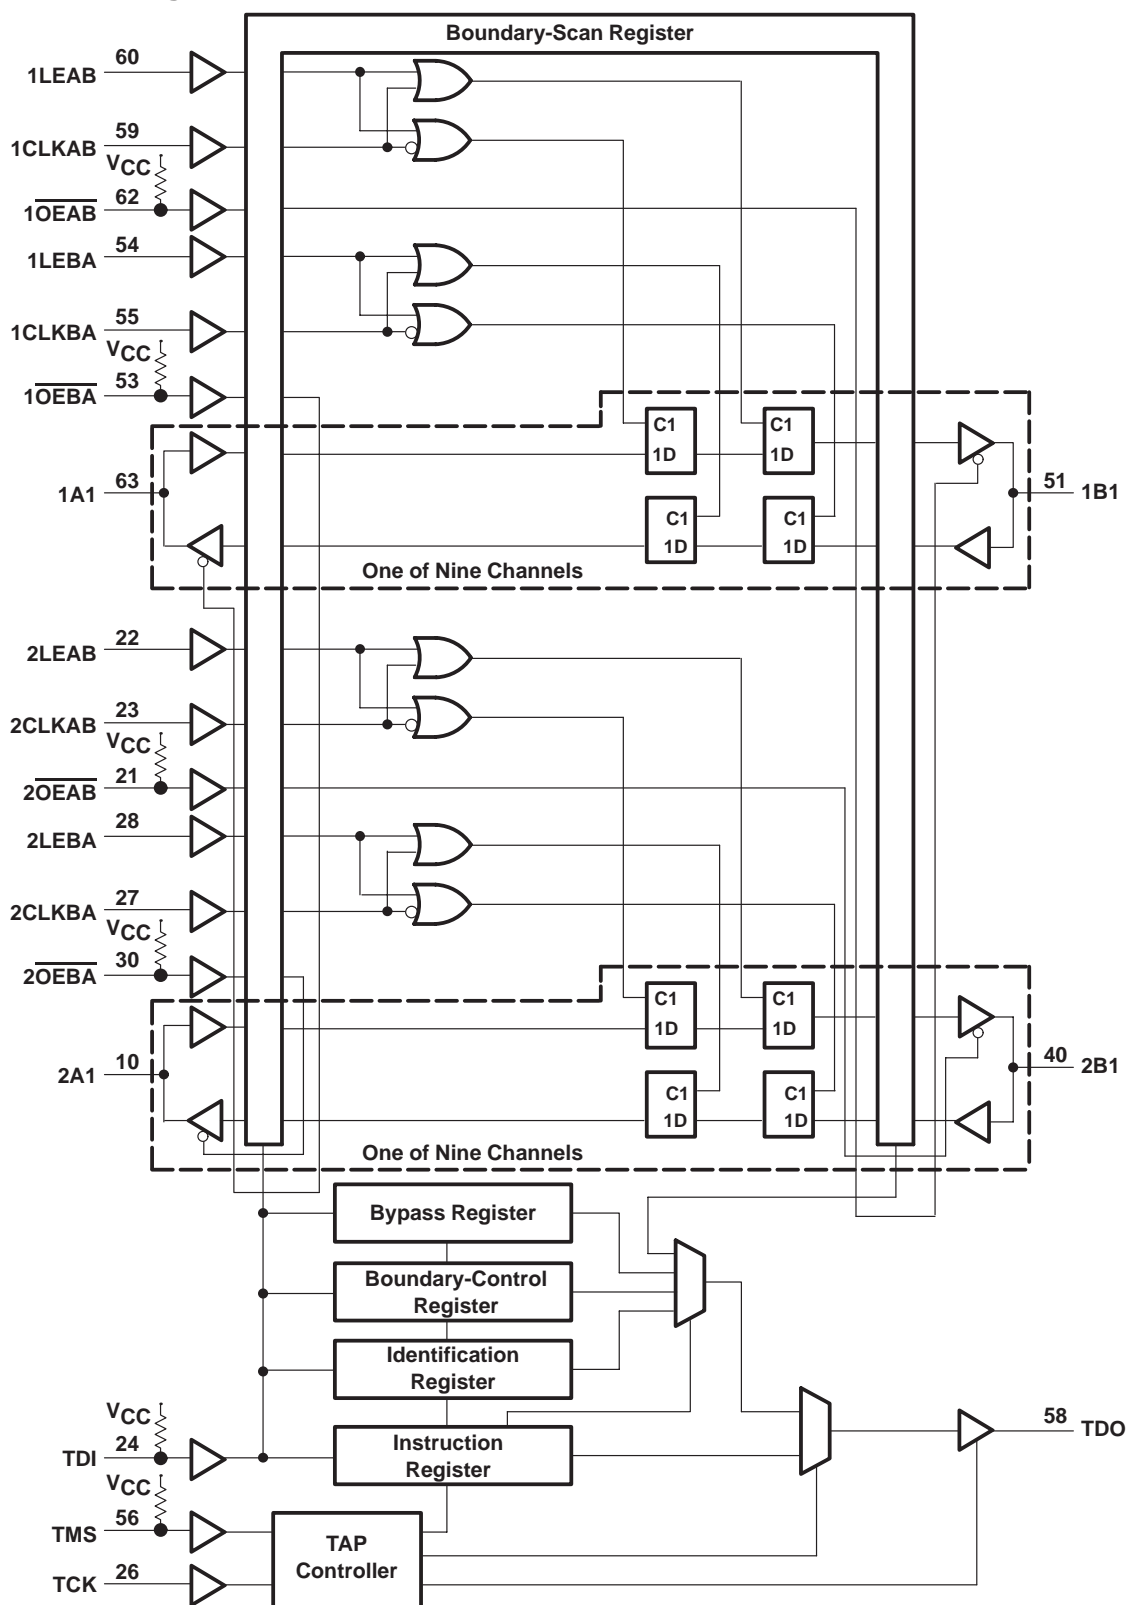 Boundary-Scan Register
60
1LEAB
59
1CLKAB
VCC
62
1OEAB
54
1LEBA
55
1CLKBA
VCC
53
1OEBA
C1
1D
C1
1D
63
1A1
51
1B1
C1
1D
C1
1D
One of Nine Channels
22
2LEAB
23
2CLKAB
VCC
21
2OEAB
28
2LEBA
27
2CLKBA
VCC
30
2OEBA
C1
1D
C1
1D
10
2A1
40
2B1
C1
1D
C1
1D
One of Nine Channels
Bypass Register
Boundary-Control
Register
Identification
Register
VCC
24
TDI
Instruction
Register
58
TDO
VCC
56
TMS
TAP
Controller
26
TCK